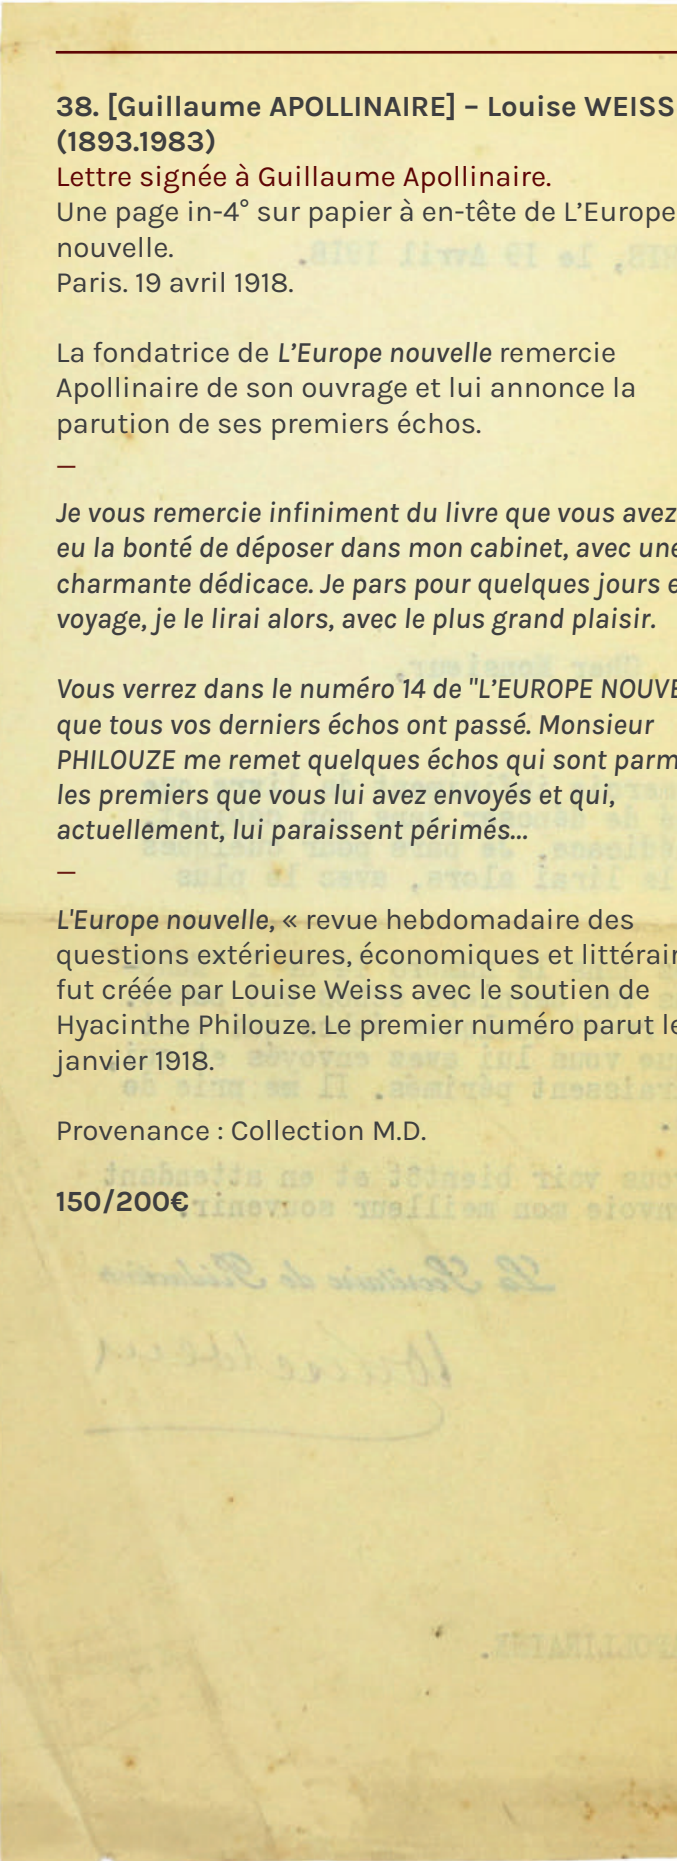 38. [Guillaume APOLLINAIRE] – Louise WEISS
(1893.1983)
Lettre signée à Guillaume Apollinaire.
Une page in-4° sur papier à en-tête de L’Europe
nouvelle.
Paris. 19 avril 1918.
La fondatrice de L’Europe nouvelle remercie
Apollinaire de son ouvrage et lui annonce la
parution de ses premiers échos.
—
Je vous remercie infiniment du livre que vous avez
eu la bonté de déposer dans mon cabinet, avec une
charmante dédicace. Je pars pour quelques jours e
voyage, je le lirai alors, avec le plus grand plaisir.
Vous verrez dans le numéro 14 de "L’EUROPE NOUVE
que tous vos derniers échos ont passé. Monsieur
PHILOUZE me remet quelques échos qui sont parm
les premiers que vous lui avez envoyés et qui,
actuellement, lui paraissent périmés...
—
L'Europe nouvelle, « revue hebdomadaire des
questions extérieures, économiques et littérair
fut créée par Louise Weiss avec le soutien de
Hyacinthe Philouze. Le premier numéro parut le
janvier 1918.
Provenance : Collection M.D.
150/200€